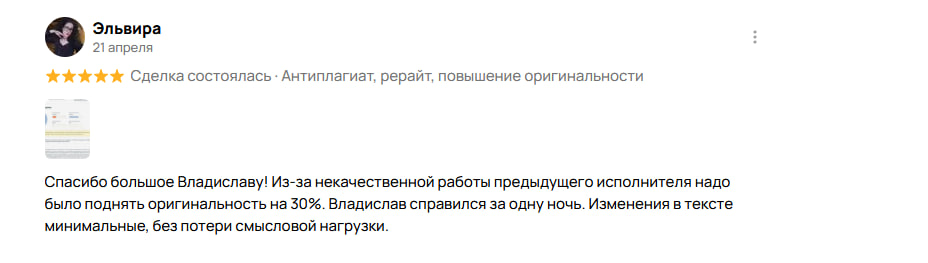 Эльвира
21 апреля
Сделка состоялась · Антиплагиат, рерайт, повышение оригинальности
Спасибо большое Владиславу! Из-за некачественной работы предыдущего исполнителя надо
было поднять оригинальность на 30%. Владислав справился за одну ночь. Изменения в тексте
минимальные, без потери смысловой нагрузки.